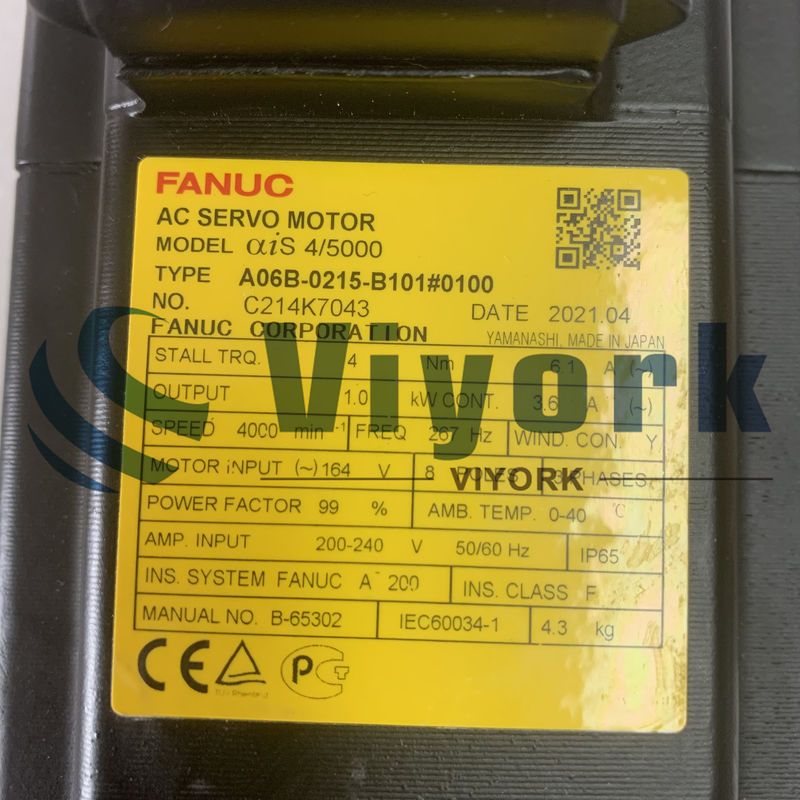 FANUC
AC SERVO MOTOR
MODEL αiS 4/5000
TYPE A06B-0215-B101#0100
NO. C214K7043 DATE 2021.04
FANUC CORPORATION YAMANASHI, MADE IN JAPAN
STALL TRQ. 4 Nm 6.1 A (~)
OUTPUT 1.0 kW CONT. 3.6 A (~)
SPEED 4000 min⁻¹ FREQ 267 Hz WIND. CON. Y
MOTOR INPUT (~) 164 V 8 POLES 3 PHASES
POWER FACTOR 99 % AMB. TEMP. 0-40 °C
AMP. INPUT 200-240 V 50/60 Hz IP65
INS. SYSTEM FANUC A - 200 INS. CLASS F
MANUAL NO. B-65302 IEC60034-1 4.3 kg
CE
PCT
Viyork
VIYORK